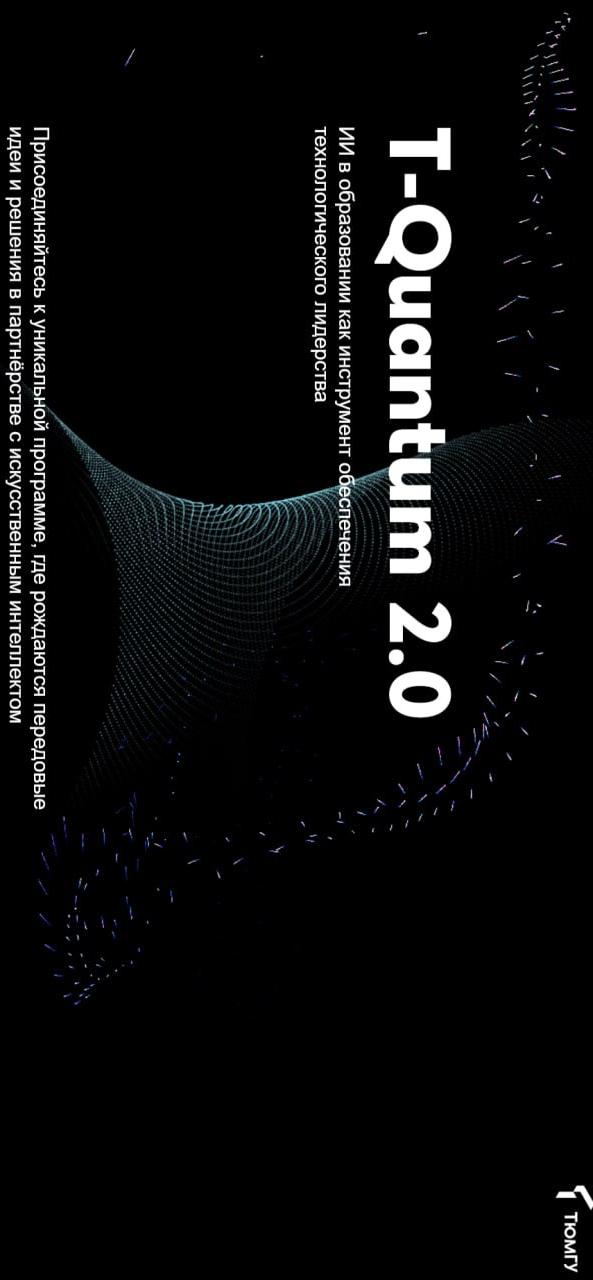 ТюмГУ
T-Quantum 2.0
ИИ в образовании как инструмент обеспечения
технологического лидерства
Присоединяйтесь к уникальной программе, где рождаются передовые
идеи и решения в партнёрстве с искусственным интеллектом